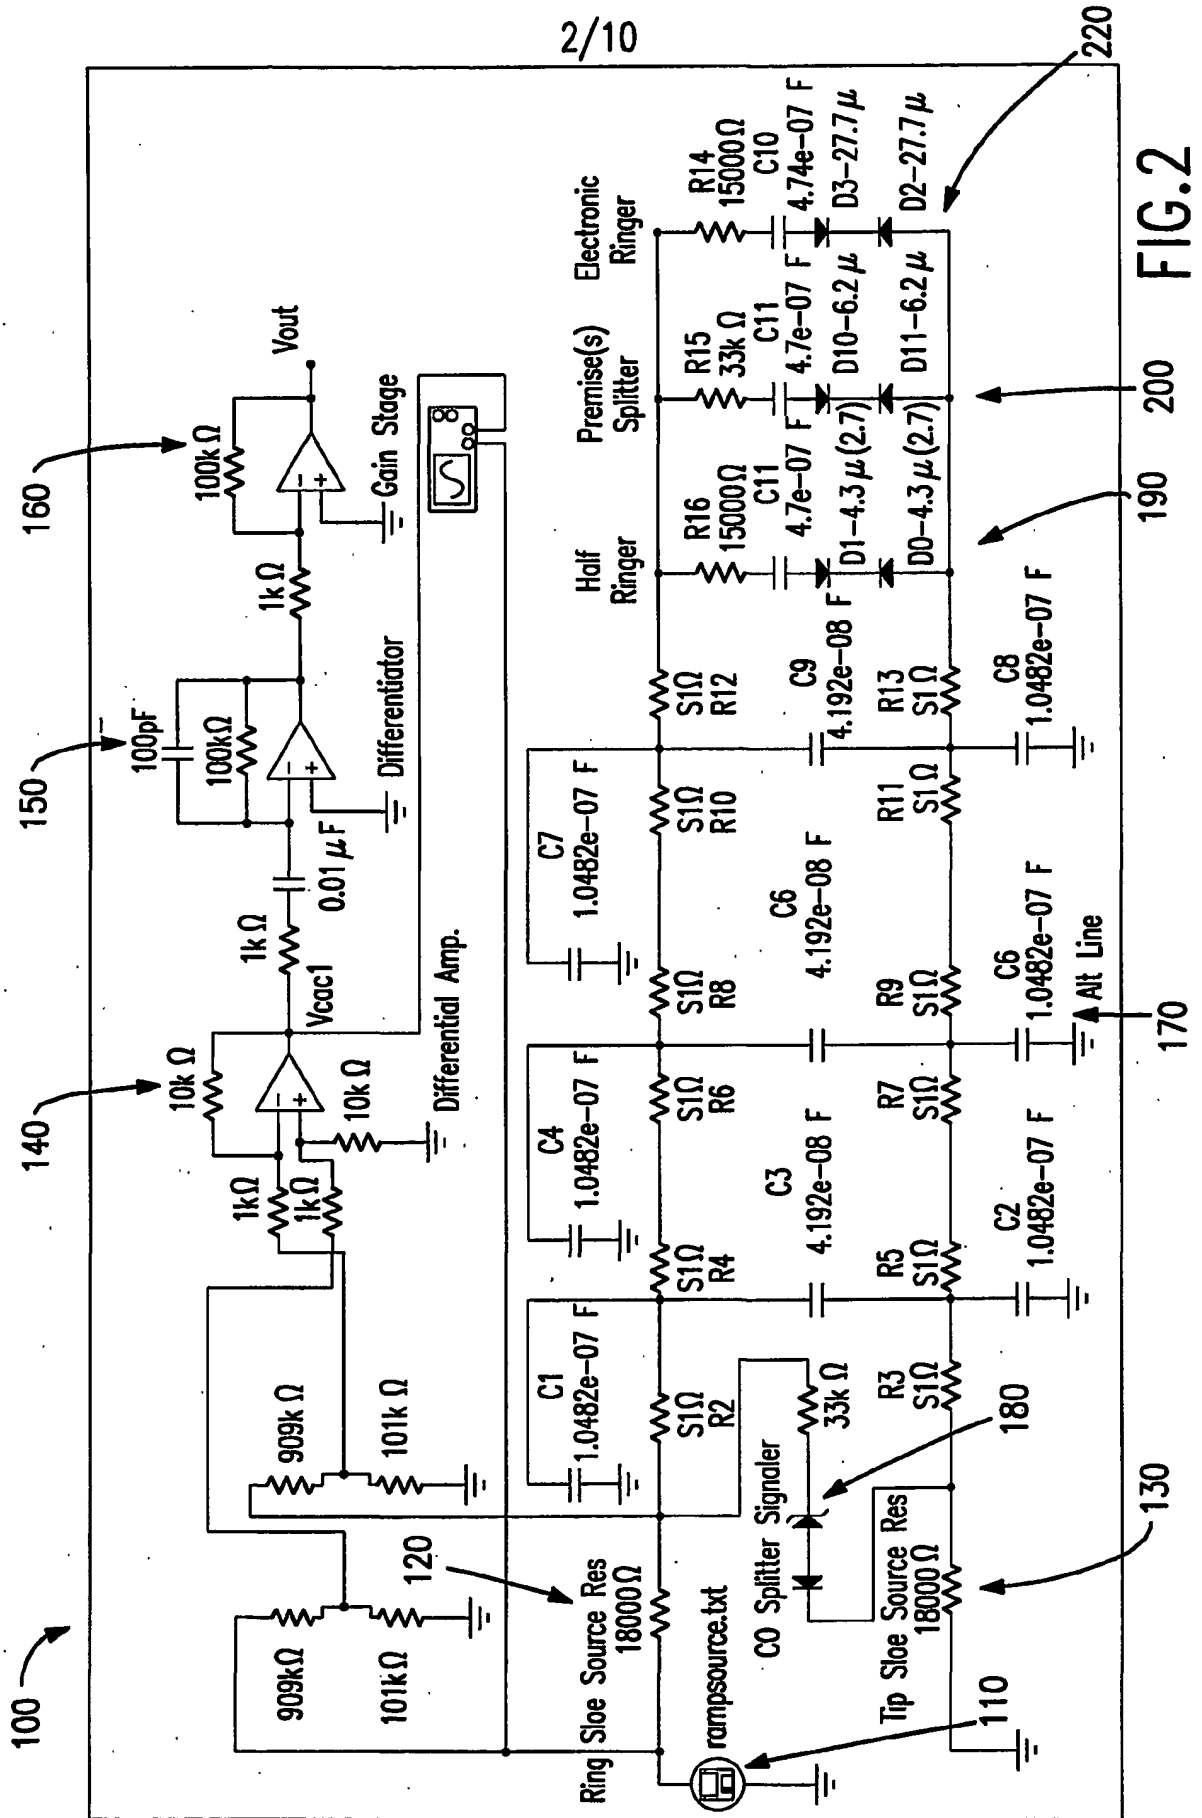 2/10
FIG.2
100
140
150
160
909kΩ
101kΩ
909kΩ
101kΩ
1kΩ
1kΩ
10kΩ
10kΩ
Differential Amp.
Vcac1
1kΩ
0.01μF
100pF
100kΩ
Differentiator
1kΩ
100kΩ
Gain Stage
Vout
120
Ring Sloe Source Res
18000Ω
rampsource.txt
110
CO Splitter Signaler
33kΩ
180
Tip Sloe Source Res
18000Ω
130
C1
1.0482e-07 F
S1Ω
R2
R3
S1Ω
C3
4.192e-08 F
C2
1.0482e-07 F
S1Ω
R4
R5
S1Ω
C4
1.0482e-07 F
S1Ω
R6
R7
S1Ω
C6
4.192e-08 F
C6
1.0482e-07 F
Alt Line
170
S1Ω
R8
R9
S1Ω
C7
1.0482e-07 F
S1Ω
R10
R11
S1Ω
C9
4.192e-08 F
C8
1.0482e-07 F
S1Ω
R12
R13
S1Ω
Half
Ringer
R16
15000Ω
C11
4.7e-07 F
D1-4.3μ(2.7)
D0-4.3μ(2.7)
190
Premise(s)
Splitter
R15
33kΩ
C11
4.7e-07 F
D10-6.2μ
D11-6.2μ
200
Electronic
Ringer
R14
15000Ω
C10
4.74e-07 F
D3-27.7μ
D2-27.7μ
220